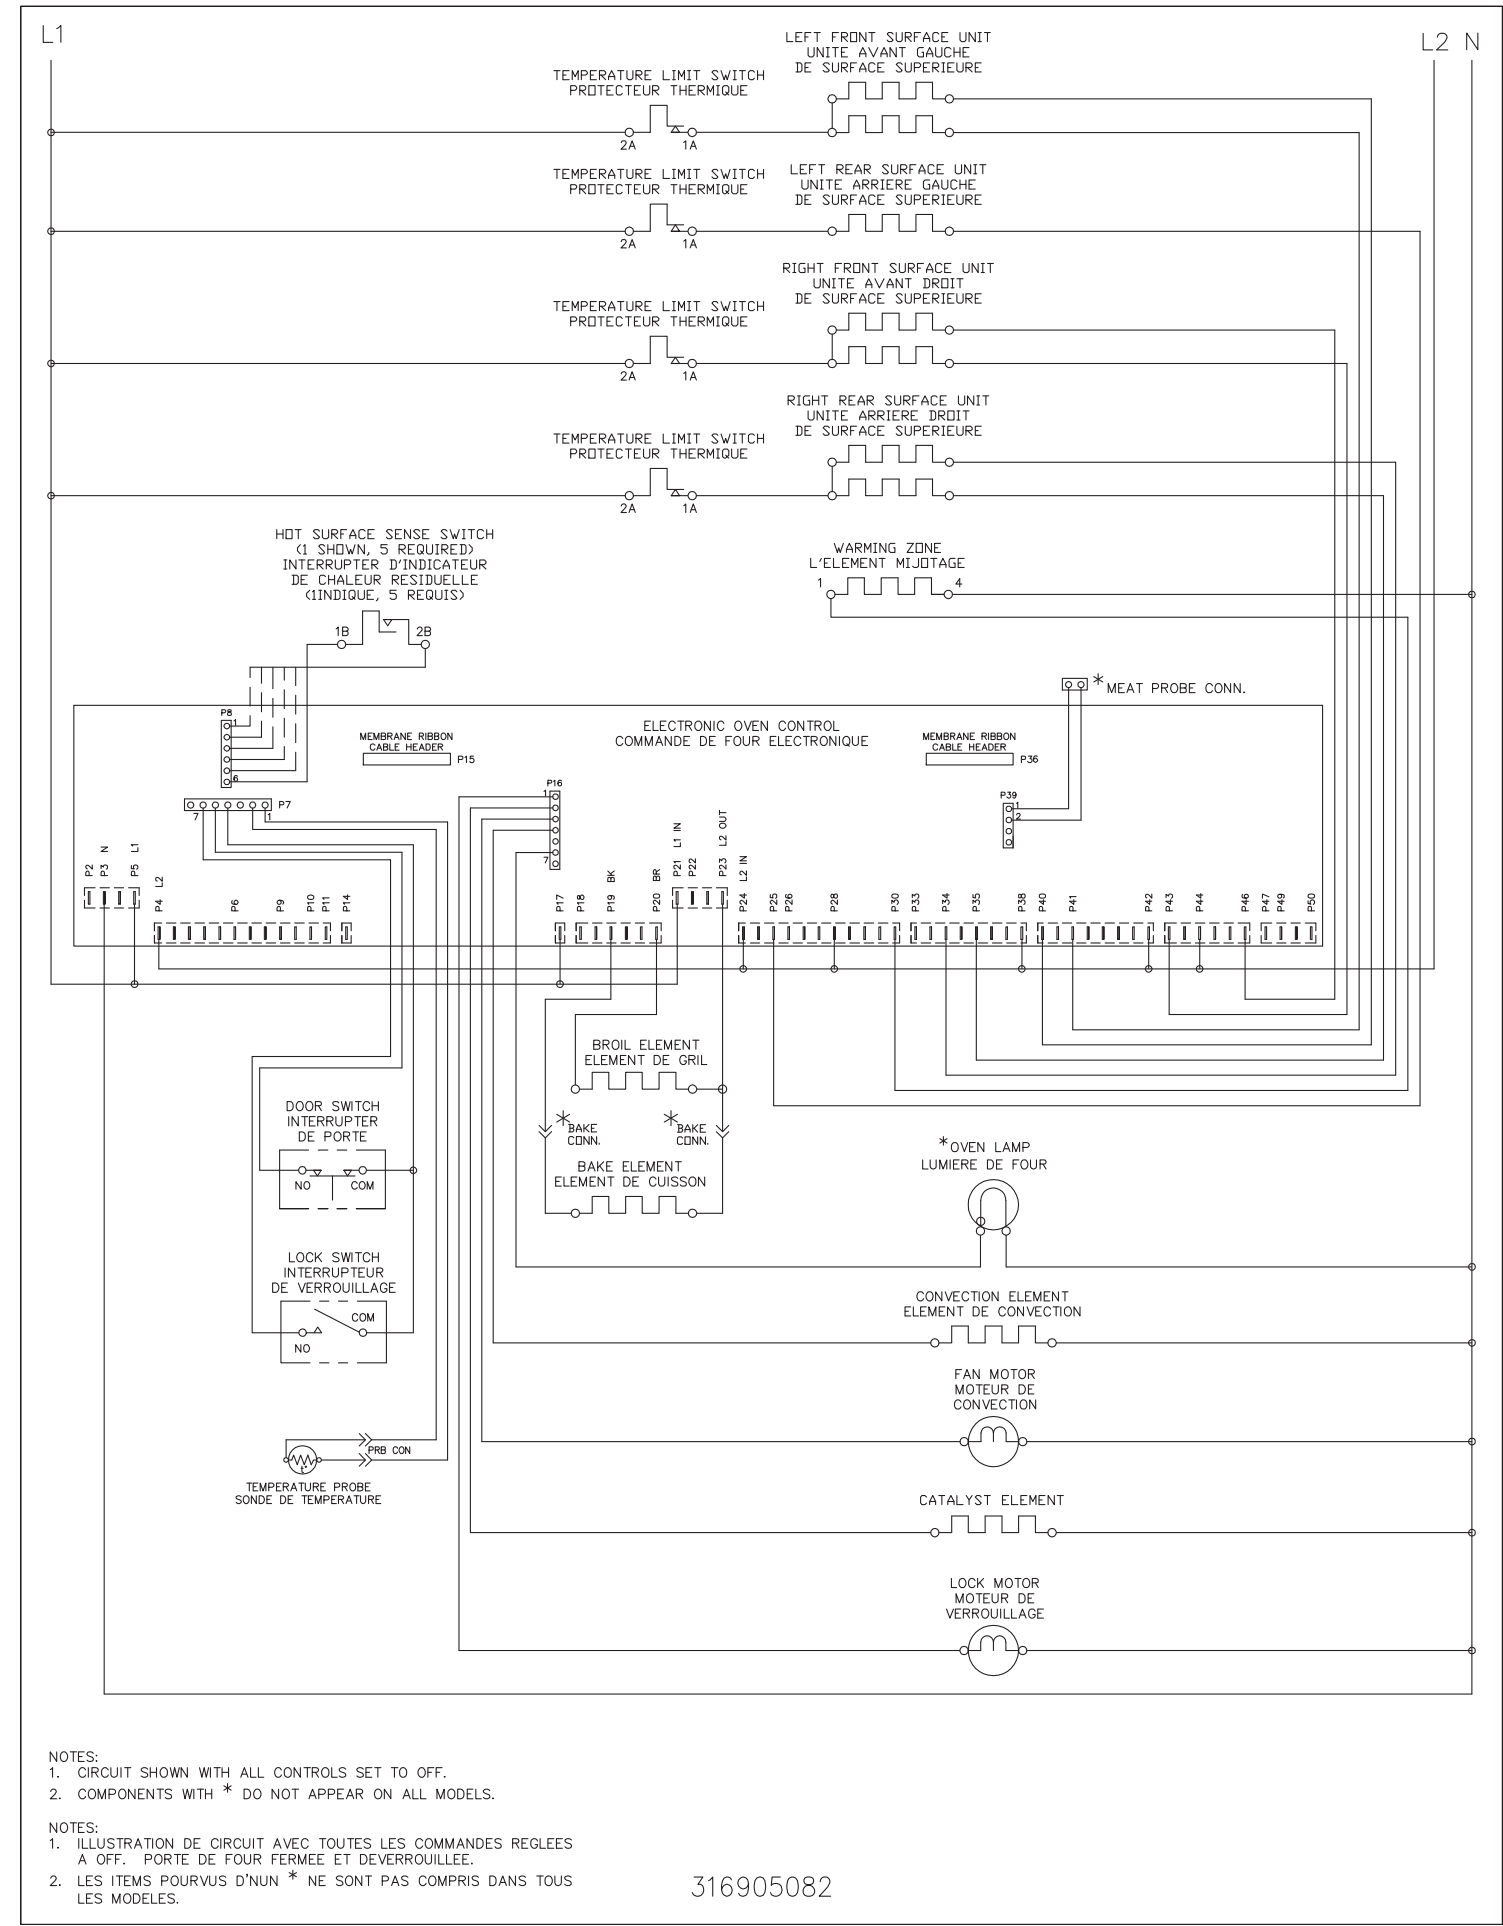 L1
L2 N
LEFT FRONT SURFACE UNIT
UNITE AVANT GAUCHE
DE SURFACE SUPERIEURE
TEMPERATURE LIMIT SWITCH
PROTECTEUR THERMIQUE
2A
1A
LEFT REAR SURFACE UNIT
UNITE ARRIERE GAUCHE
DE SURFACE SUPERIEURE
TEMPERATURE LIMIT SWITCH
PROTECTEUR THERMIQUE
2A
1A
RIGHT FRONT SURFACE UNIT
UNITE AVANT DROIT
DE SURFACE SUPERIEURE
TEMPERATURE LIMIT SWITCH
PROTECTEUR THERMIQUE
2A
1A
RIGHT REAR SURFACE UNIT
UNITE ARRIERE DROIT
DE SURFACE SUPERIEURE
TEMPERATURE LIMIT SWITCH
PROTECTEUR THERMIQUE
2A
1A
HOT SURFACE SENSE SWITCH
(1 SHOWN, 5 REQUIRED)
INTERRUPTER D'INDICATEUR
DE CHALEUR RESIDUELLE
(1INDIQUE, 5 REQUIS)
1B
2B
WARMING ZONE
L'ELEMENT MIJOTAGE
1
4
* MEAT PROBE CONN.
P8
1
6
ELECTRONIC OVEN CONTROL
COMMANDE DE FOUR ELECTRONIQUE
MEMBRANE RIBBON
CABLE HEADER
P15
MEMBRANE RIBBON
CABLE HEADER
P36
P7
7
1
P16
1
7
P39
1
2
P2
P3 N
P5 L1
P4 L2
P6
P9
P10
P11
P14
P17
P18
P19 BK
P20 BR
P21 L1 IN
P22
P23 L2 OUT
P24 L2 IN
P25
P26
P28
P30
P33
P34
P35
P38
P40
P41
P42
P43
P44
P46
P47
P49
P50
BROIL ELEMENT
ELEMENT DE GRIL
* BAKE
CONN.
* BAKE
CONN.
BAKE ELEMENT
ELEMENT DE CUISSON
DOOR SWITCH
INTERRUPTER
DE PORTE
NO
COM
* OVEN LAMP
LUMIERE DE FOUR
LOCK SWITCH
INTERRUPTEUR
DE VERROUILLAGE
COM
NO
CONVECTION ELEMENT
ELEMENT DE CONVECTION
FAN MOTOR
MOTEUR DE
CONVECTION
PRB CON
t°
TEMPERATURE PROBE
SONDE DE TEMPERATURE
CATALYST ELEMENT
LOCK MOTOR
MOTEUR DE
VERROUILLAGE
NOTES:
1. CIRCUIT SHOWN WITH ALL CONTROLS SET TO OFF.
2. COMPONENTS WITH * DO NOT APPEAR ON ALL MODELS.
NOTES:
1. ILLUSTRATION DE CIRCUIT AVEC TOUTES LES COMMANDES REGLEES
A OFF. PORTE DE FOUR FERMEE ET DEVERROUILLEE.
2. LES ITEMS POURVUS D'NUN * NE SONT PAS COMPRIS DANS TOUS
LES MODELES.
316905082